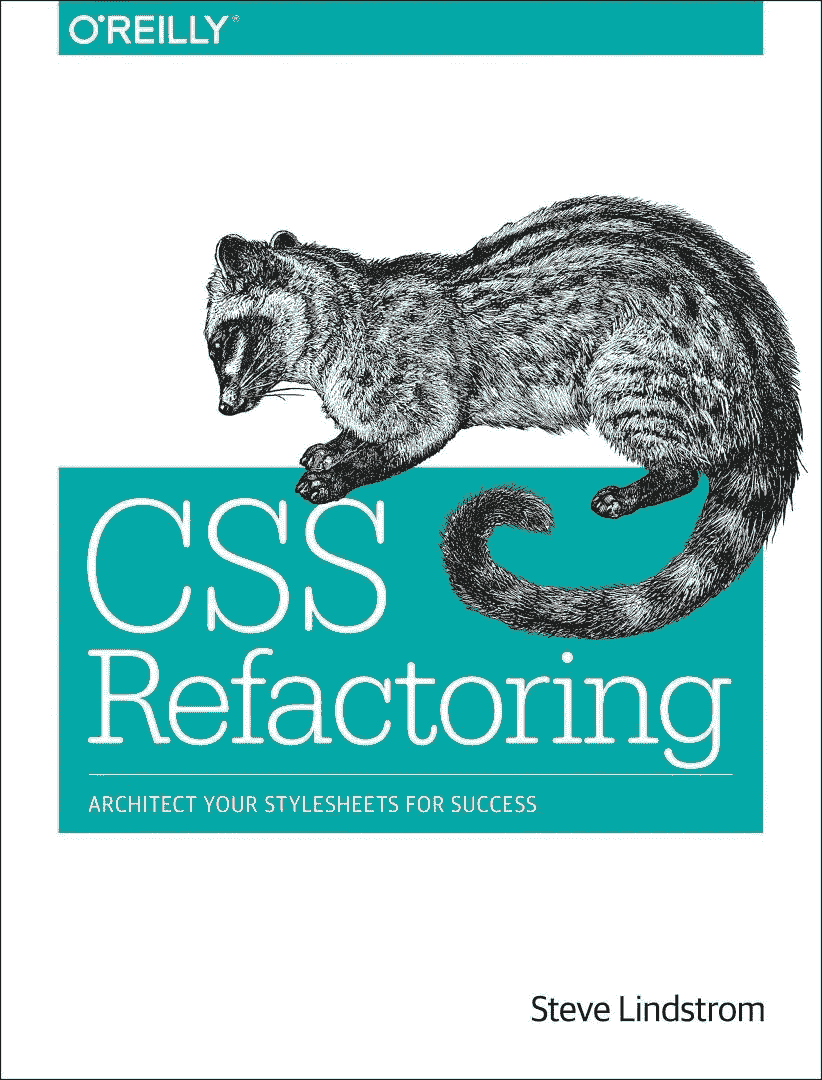 O'REILLY®
CSS
Refactoring
ARCHITECT YOUR STYLESHEETS FOR SUCCESS
Steve Lindstrom